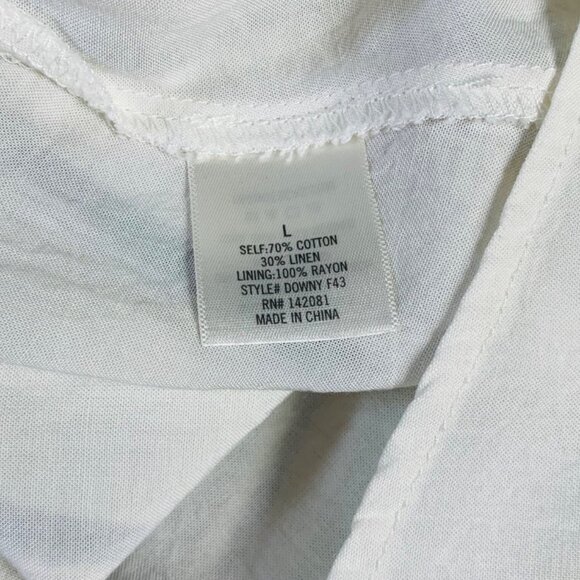 L
SELF:70% COTTON
30% LINEN
LINING:100% RAYON
STYLE# DOWNY F43
RN# 142081
MADE IN CHINA